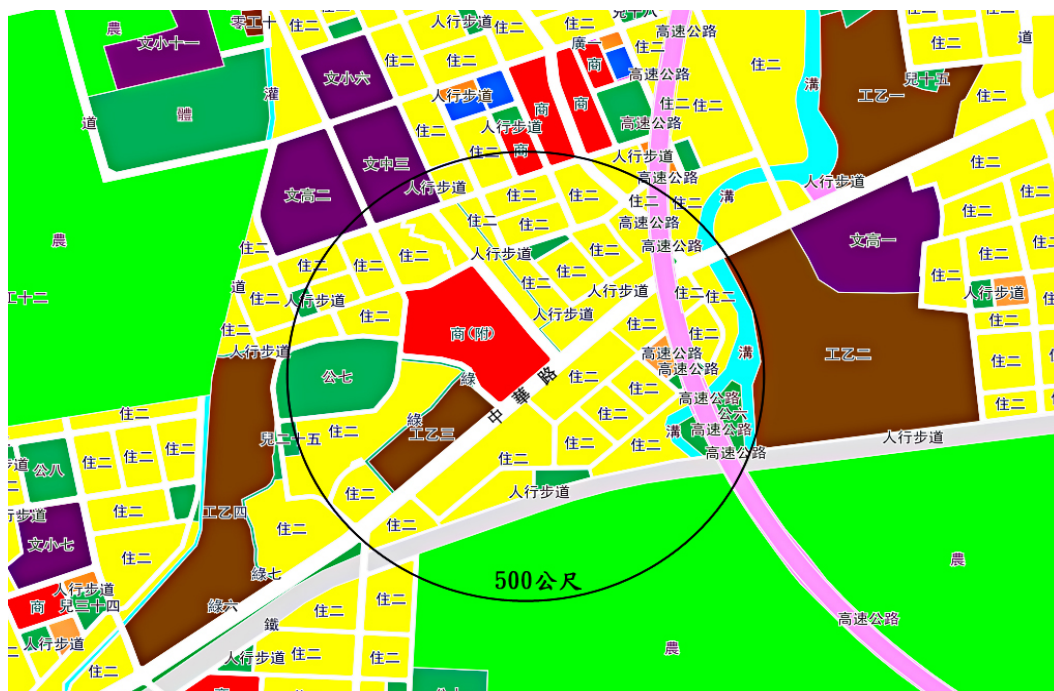 農
文小十一
零工十
住二
住二
兒十八
高速公路
住二
道
廣一
商
住二
文小六
住二
高速公路
住二
溝
兒十五
工乙一
住二
體
灌
人行步道
商
商
住二
住二
道
住二
人行步道
高速公路
文中三
住二
商
人行步道
住二
文高二
人行步道
住二
住二
高速公路
住二
住二
溝
人行步道
住二
農
住二
住二
住二
高速公路
高速公路
文高一
住二
住二
住二
住二
人行步道
住二
住二
住二
工十二
道
住二
人行步道
住二
住二
人行步道
住二
住二
人行步道
住二
人行步道
住二
商(附)
住二
住二
人行步道
高速公路
溝
工乙二
住二
公七
綠
中華路
住二
高速公路
住二
住二
高速公路
公六
住二
綠
住二
兒二十五
住二
工乙三
溝
高速公路
人行步道
步道
公八
住二
住二
住二
住二
住二
高速公路
二
住二
住二
人行步道
行步道
工乙四
住二
住二
文小七
住二
住二
綠七
500公尺
農
人行步道
商
兒三十四
綠六
住二
住二
高速公路
人行步道
鐵
住二
農
住二
人行步道
住二
住二
商